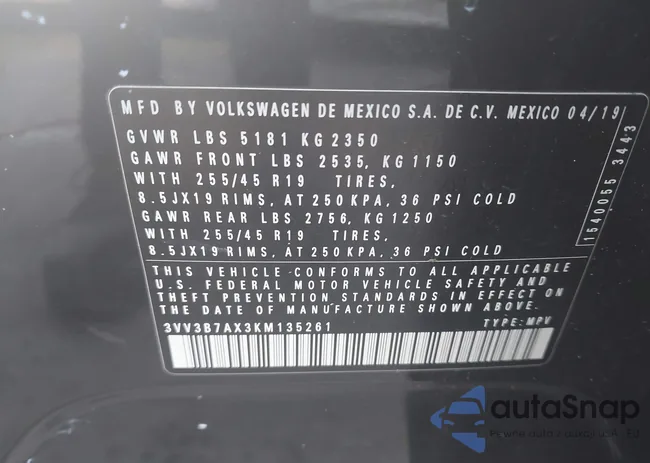 MFD BY VOLKSWAGEN DE MEXICO S.A. DE C.V. MEXICO 04/19
GVWR LBS 5181 KG 2350
GAWR FRONT LBS 2535, KG 1150
WITH 255/45 R19 TIRES,
8.5JX19 RIMS, AT 250 KPA, 36 PSI COLD
GAWR REAR LBS 2756, KG 1250
WITH 255/45 R19 TIRES,
8.5JX19 RIMS, AT 250 KPA, 36 PSI COLD
THIS VEHICLE CONFORMS TO ALL APPLICABLE
U.S. FEDERAL MOTOR VEHICLE SAFETY AND
THEFT PREVENTION STANDARDS IN EFFECT ON
THE DATE OF MANUFACTURE SHOWN ABOVE.
3VV3B7AX3KM135261 TYPE: MPV
1540055 3443
autaSnap
Pewne auta z aukcji